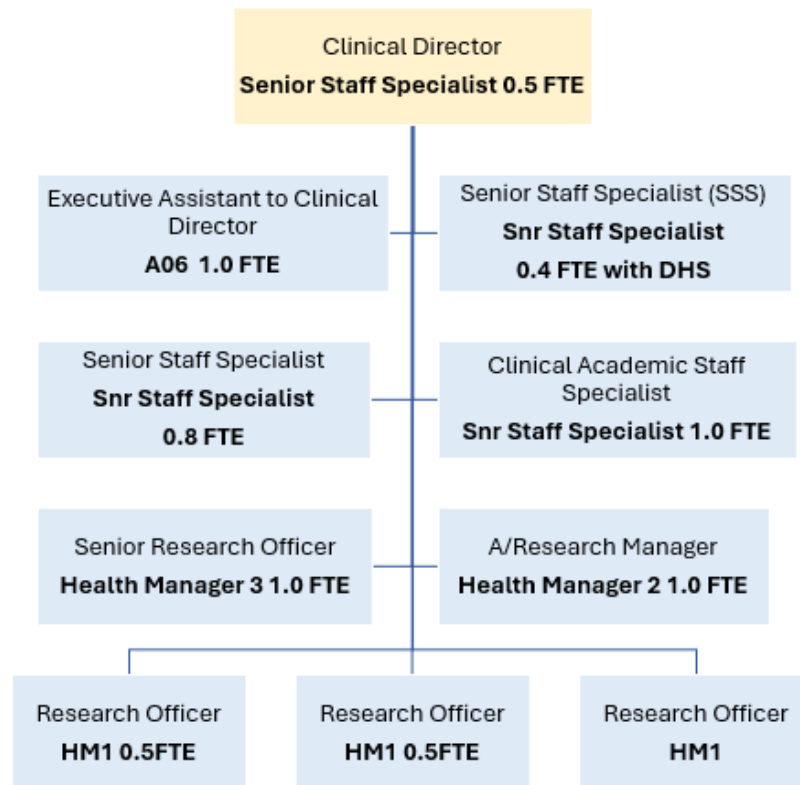 Clinical Director
Senior Staff Specialist 0.5 FTE
Executive Assistant to Clinical
Director
A06 1.0 FTE
Senior Staff Specialist (SSS)
Snr Staff Specialist
0.4 FTE with DHS
Senior Staff Specialist
Snr Staff Specialist
0.8 FTE
Clinical Academic Staff
Specialist
Snr Staff Specialist 1.0 FTE
Senior Research Officer
Health Manager 3 1.0 FTE
A/Research Manager
Health Manager 2 1.0 FTE
Research Officer
HM1 0.5FTE
Research Officer
HM1 0.5FTE
Research Officer
HM1